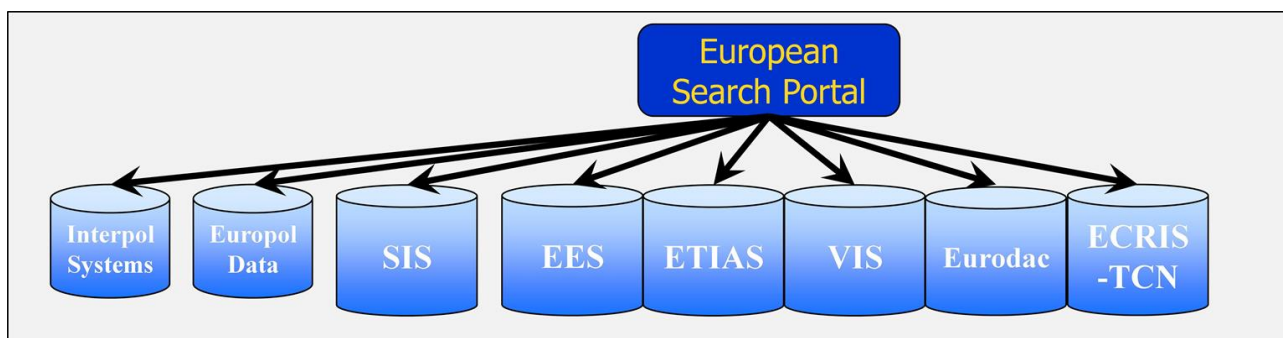 European
Search Portal
Interpol
Systems
Europol
Data
SIS
EES
ETIAS
VIS
Eurodac
ECRIS
-TCN